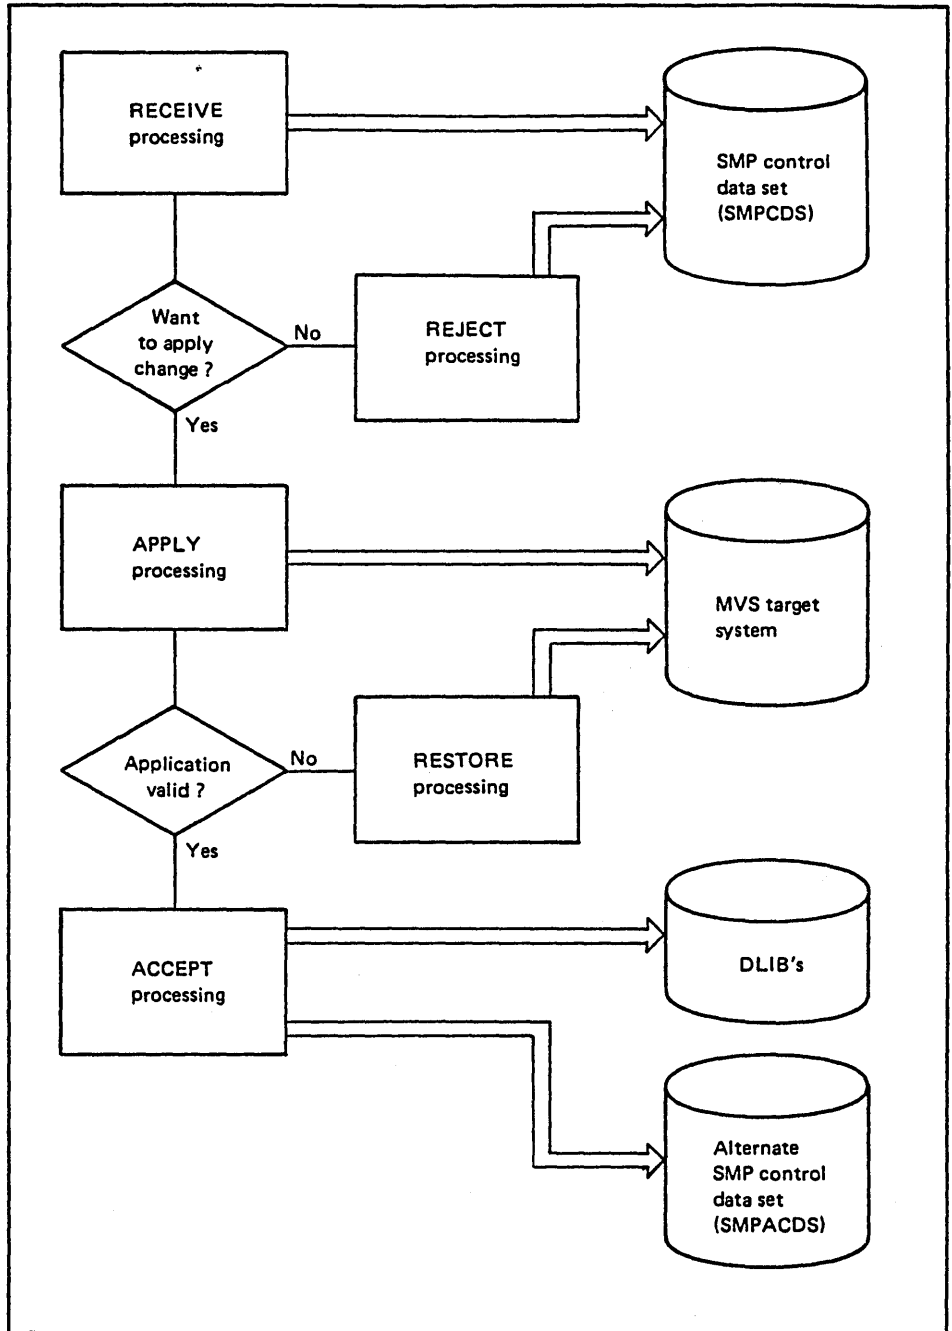 RECEIVE
processing
SMP control
data set
(SMPCDS)
Want
to apply
change ?
No
REJECT
processing
Yes
APPLY
processing
MVS target
system
Application
valid ?
No
RESTORE
processing
Yes
ACCEPT
processing
DLIB's
Alternate
SMP control
data set
(SMPACDS)